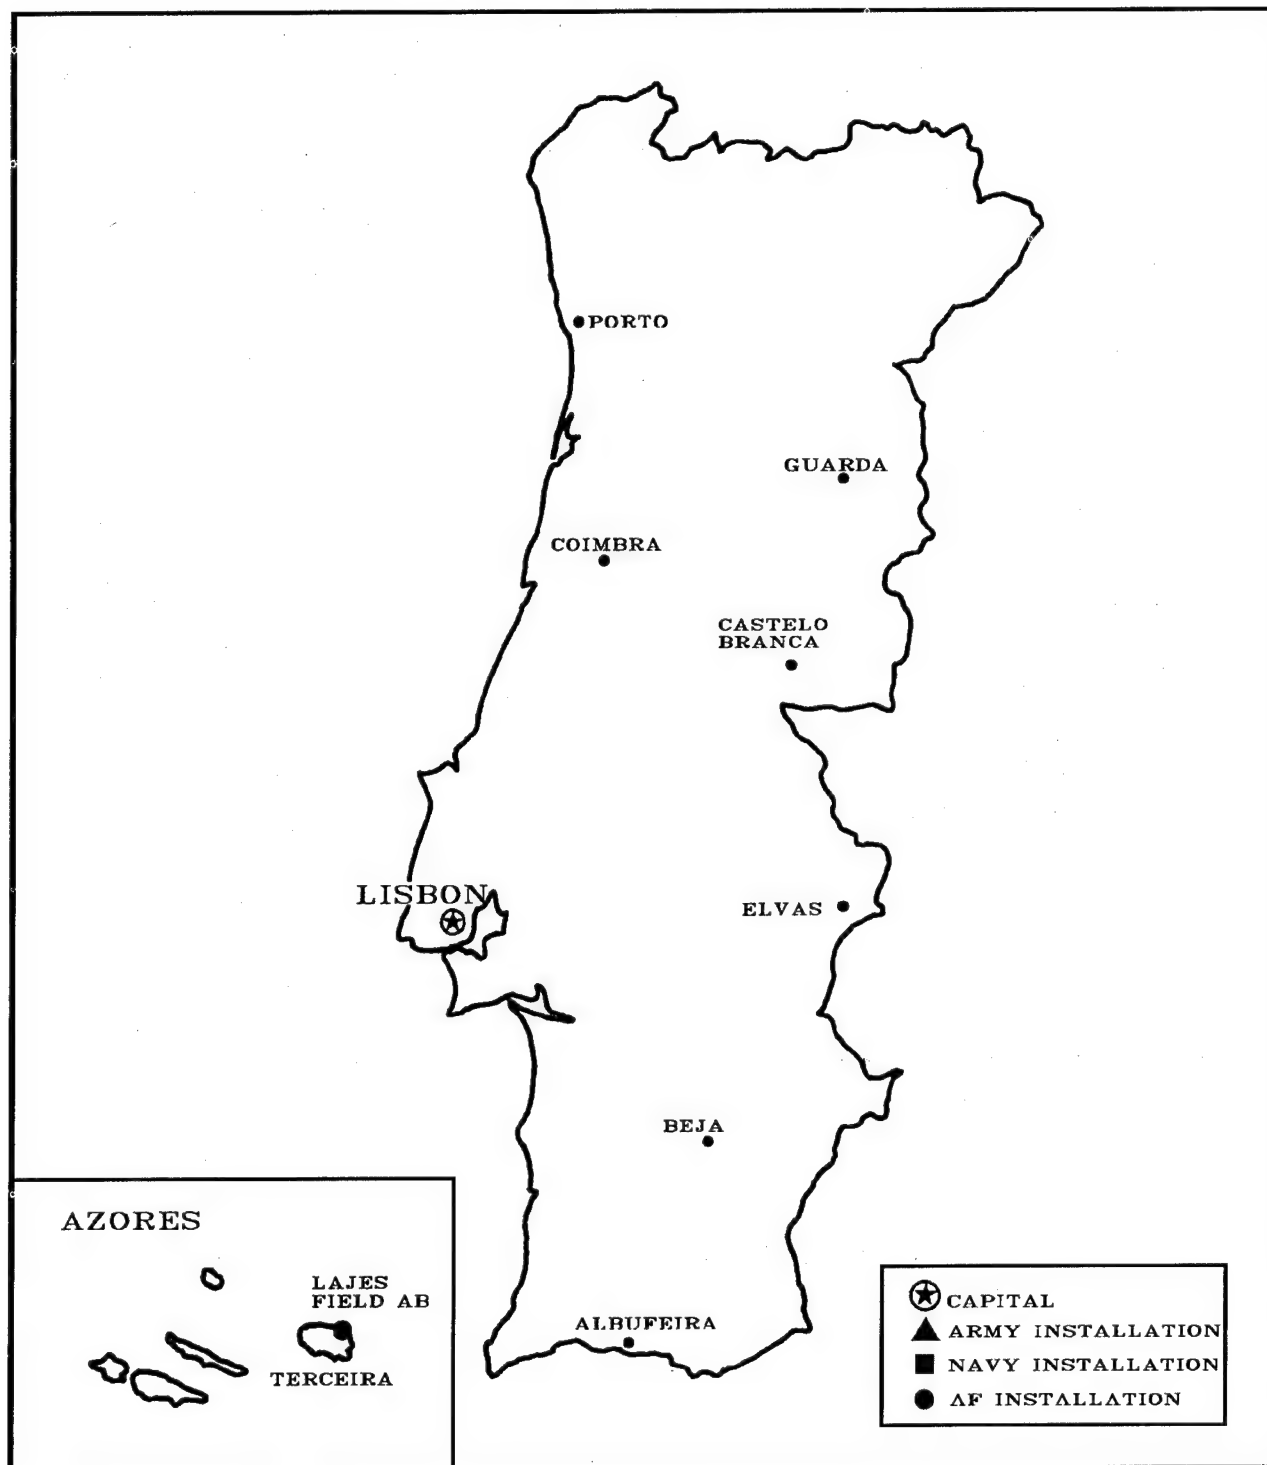 PORTO
GUARDA
COIMBRA
CASTELO
BRANCA
LISBON
ELVAS
BEJA
AZORES
LAJES
FIELD AB
TERCEIRA
ALBUFEIRA
CAPITAL
ARMY INSTALLATION
NAVY INSTALLATION
AF INSTALLATION